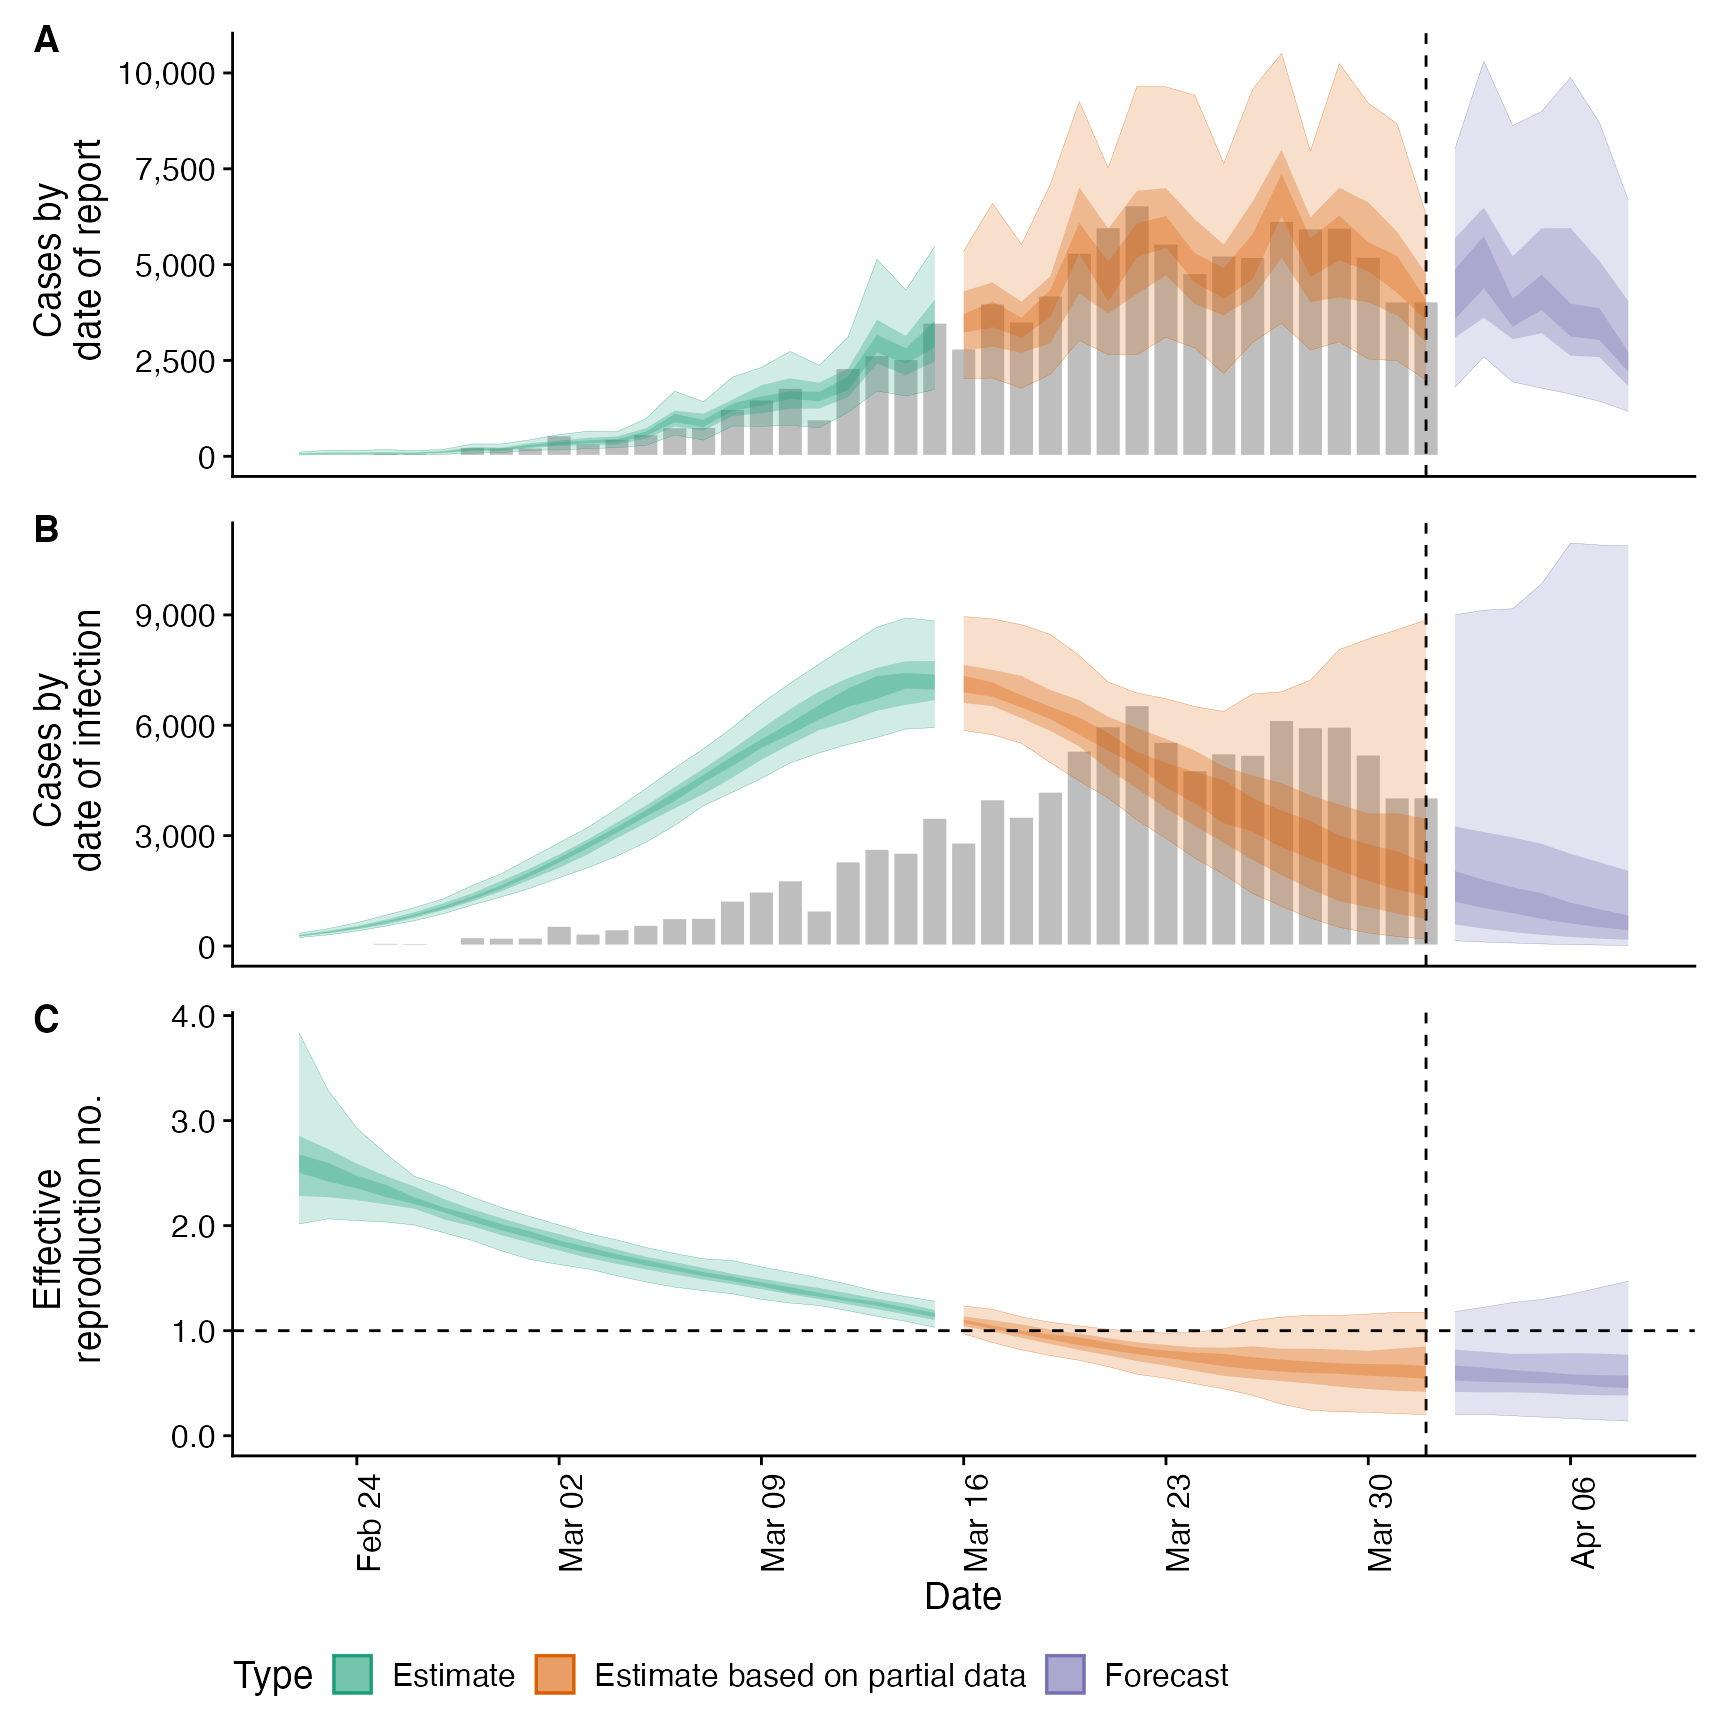 A
Cases by
date of report
10,000
7,500
5,000
2,500
0
B
Cases by
date of infection
9,000
6,000
3,000
0
C
Effective
reproduction no.
4.0
3.0
2.0
1.0
0.0
Feb 24
Mar 02
Mar 09
Mar 16
Mar 23
Mar 30
Apr 06
Date
Type Estimate Estimate based on partial data Forecast